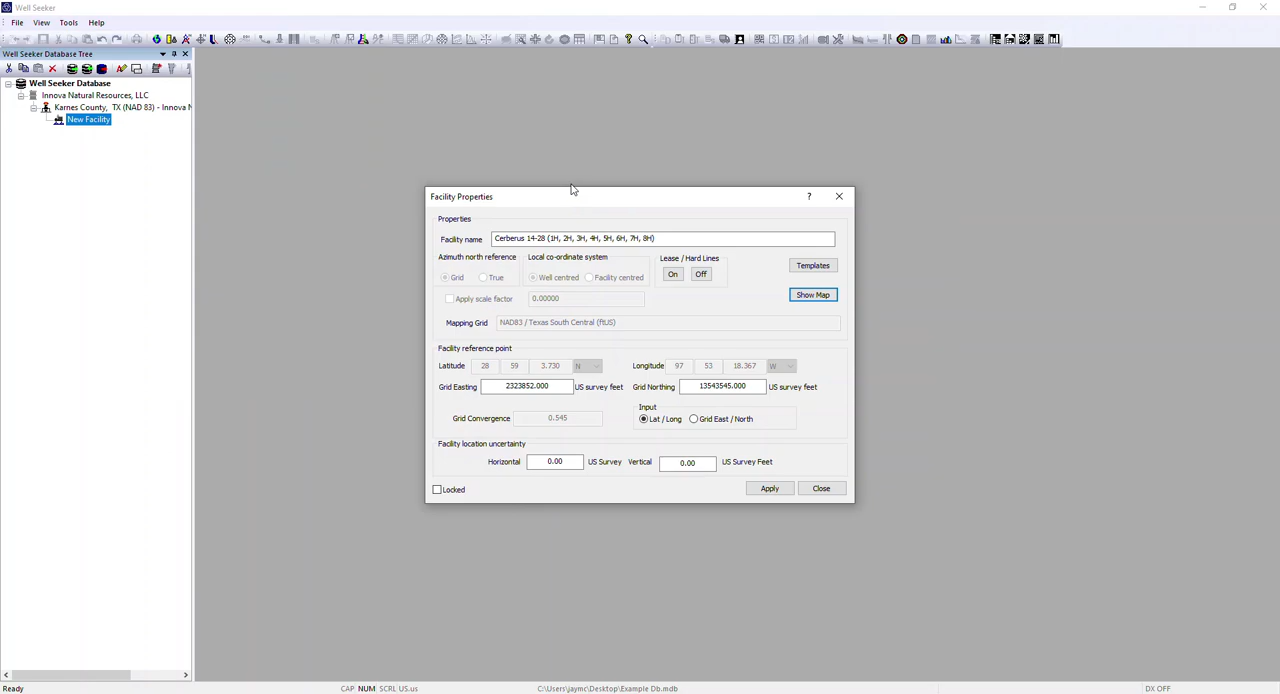 Well Seeker
File View Tools Help
Well Seeker Database Tree
Well Seeker Database
Innova Natural Resources, LLC
Karnes County, TX (NAD 83) - Innova N
New Facility
Facility Properties
Properties
Facility name Cerberus 14-28 (1H, 2H, 3H, 4H, 5H, 6H, 7H, 8H)
Azimuth north reference Local co-ordinate system Lease / Hard Lines
Grid True Well centred Facility centred On Off Templates
Apply scale factor 0.00000 Show Map
Mapping Grid NAD83 / Texas South Central (ftUS)
Facility reference point
Latitude 28 59 3.730 N Longitude 97 53 18.367 W
Grid Easting 2323852.000 US survey feet Grid Northing 13543545.000 US survey feet
Input
Grid Convergence 0.545 Lat / Long Grid East / North
Facility location uncertainty
Horizontal 0.00 US Survey Vertical 0.00 US Survey Feet
Locked Apply Close
Ready CAP NUM SCRL US.us C:\Users\jaymc\Desktop\Example Db.mdb DX OFF